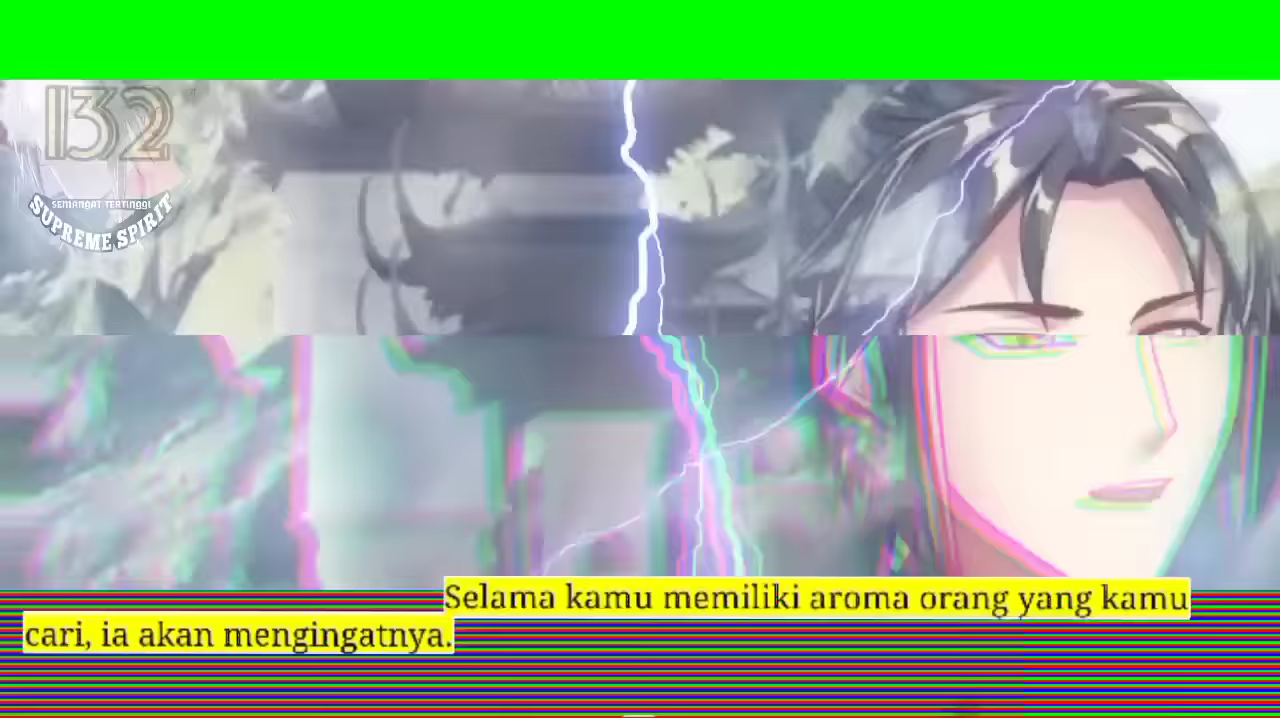 132
SEMANGAT TERTINGGI
SUPREME SPIRIT
Selama kamu memiliki aroma orang yang kamu
cari, ia akan mengingatnya.